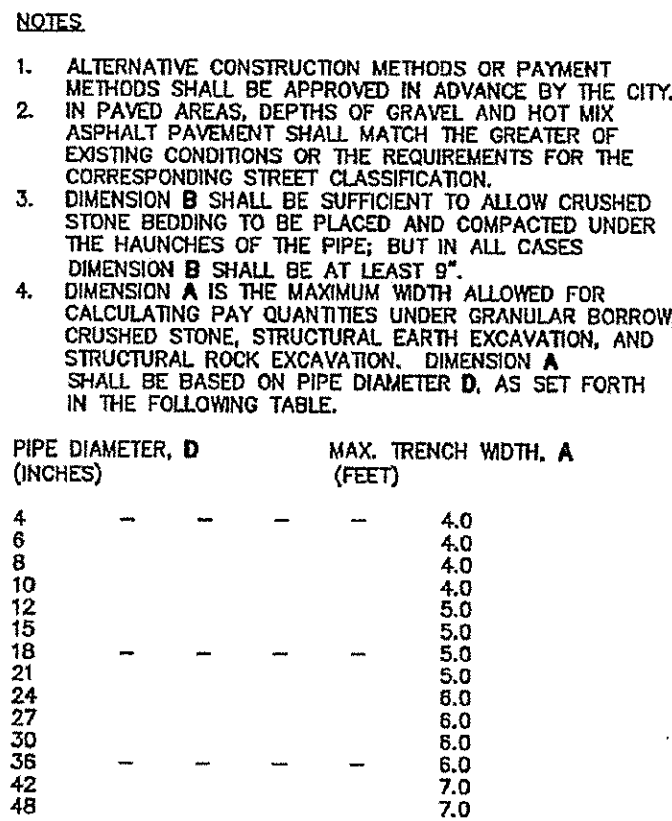 NOTES
1. ALTERNATIVE CONSTRUCTION METHODS OR PAYMENT
METHODS SHALL BE APPROVED IN ADVANCE BY THE CITY.
2. IN PAVED AREAS, DEPTHS OF GRAVEL AND HOT MIX
ASPHALT PAVEMENT SHALL MATCH THE GREATER OF
EXISTING CONDITIONS OR THE REQUIREMENTS FOR THE
CORRESPONDING STREET CLASSIFICATION.
3. DIMENSION B SHALL BE SUFFICIENT TO ALLOW CRUSHED
STONE BEDDING TO BE PLACED AND COMPACTED UNDER
THE HAUNCHES OF THE PIPE; BUT IN ALL CASES
DIMENSION B SHALL BE AT LEAST 9".
4. DIMENSION A IS THE MAXIMUM WIDTH ALLOWED FOR
CALCULATING PAY QUANTITIES UNDER GRANULAR BORROW
CRUSHED STONE, STRUCTURAL EARTH EXCAVATION, AND
STRUCTURAL ROCK EXCAVATION. DIMENSION A
SHALL BE BASED ON PIPE DIAMETER D, AS SET FORTH
IN THE FOLLOWING TABLE.
PIPE DIAMETER, D MAX. TRENCH WIDTH, A
(INCHES) (FEET)
4 – – – – 4.0
6 4.0
8 4.0
10 4.0
12 5.0
15 5.0
18 – – – – 5.0
21 5.0
24 6.0
27 6.0
30 6.0
36 – – – – 6.0
42 7.0
48 7.0